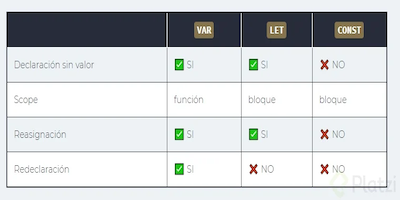 VAR LET CONST
Declaración sin valor SI SI NO
Scope función bloque bloque
Reasignación SI SI NO
Redeclaración SI NO NO
Platzi